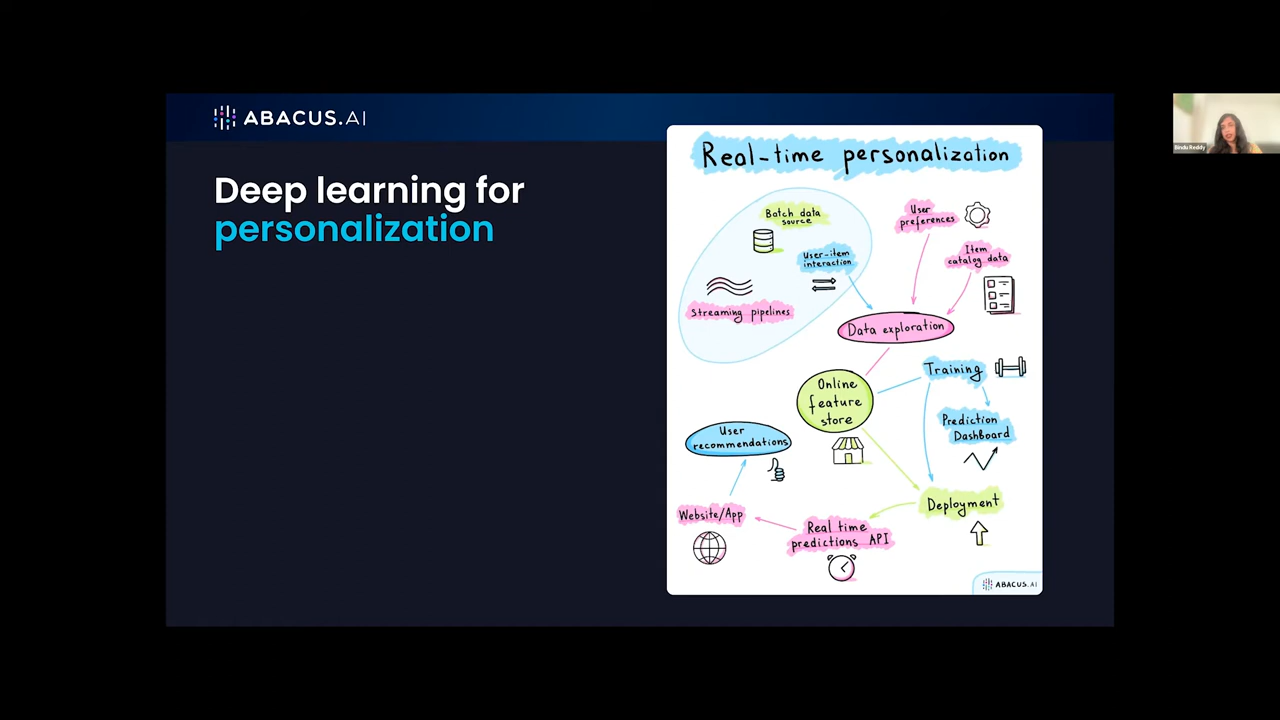 ABACUS.AI
Deep learning for
personalization
Real-time personalization
Batch data
source
User-item
interaction
Streaming pipelines
User
preferences
Item
catalog data
Data exploration
Online
feature
store
Training
Prediction
Dashboard
User
recommendations
Website/App
Real time
predictions API
Deployment
ABACUS.AI
Bindu Reddy